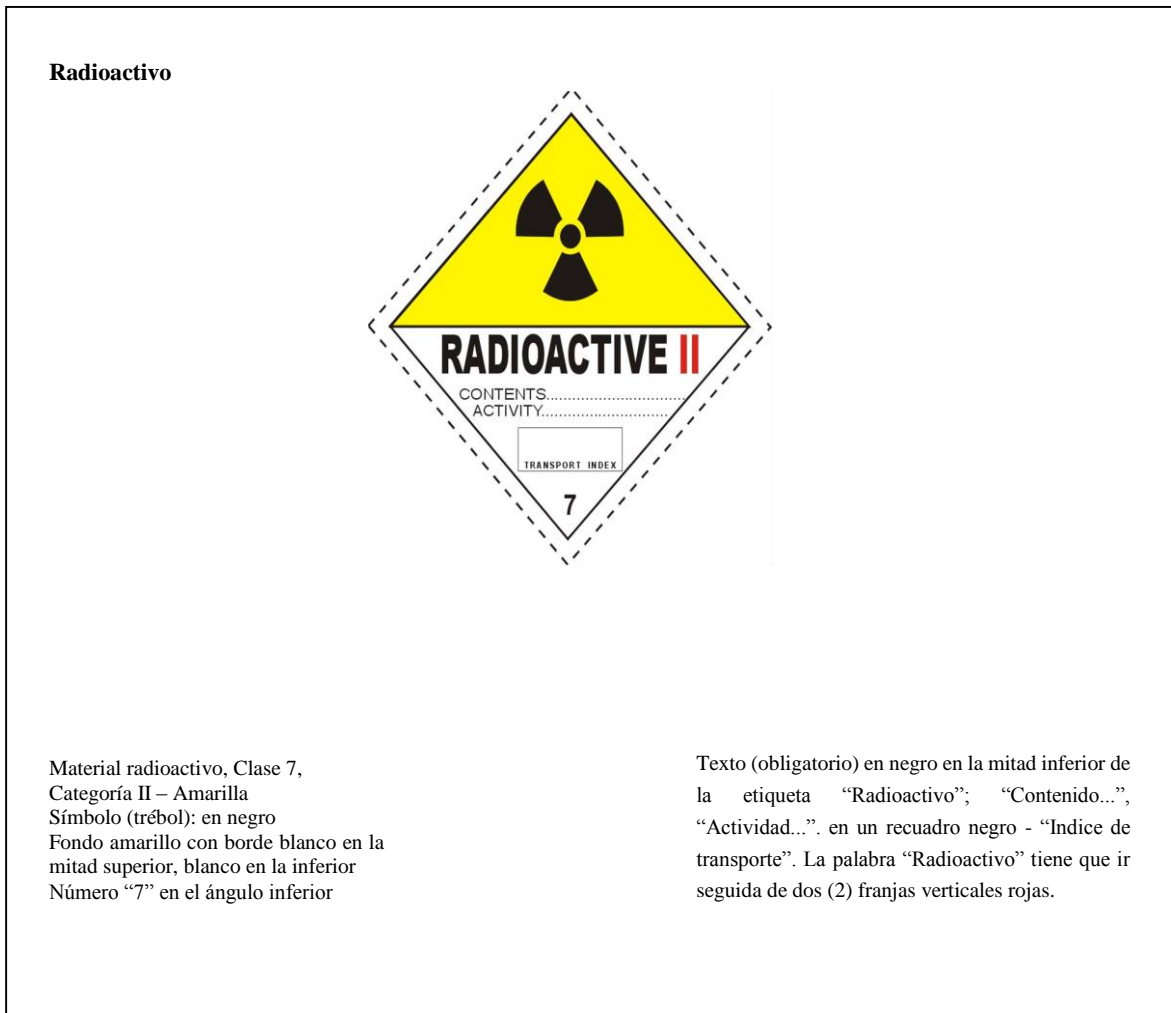 Radioactivo
RADIOACTIVE II
CONTENTS..............................
ACTIVITY...........................
TRANSPORT INDEX
7
Material radioactivo, Clase 7,
Categoría II – Amarilla
Símbolo (trébol): en negro
Fondo amarillo con borde blanco en la
mitad superior, blanco en la inferior
Número “7” en el ángulo inferior
Texto (obligatorio) en negro en la mitad inferior de
la etiqueta “Radioactivo”; “Contenido...”,
“Actividad...”. en un recuadro negro - “Indice de
transporte”. La palabra “Radioactivo” tiene que ir
seguida de dos (2) franjas verticales rojas.